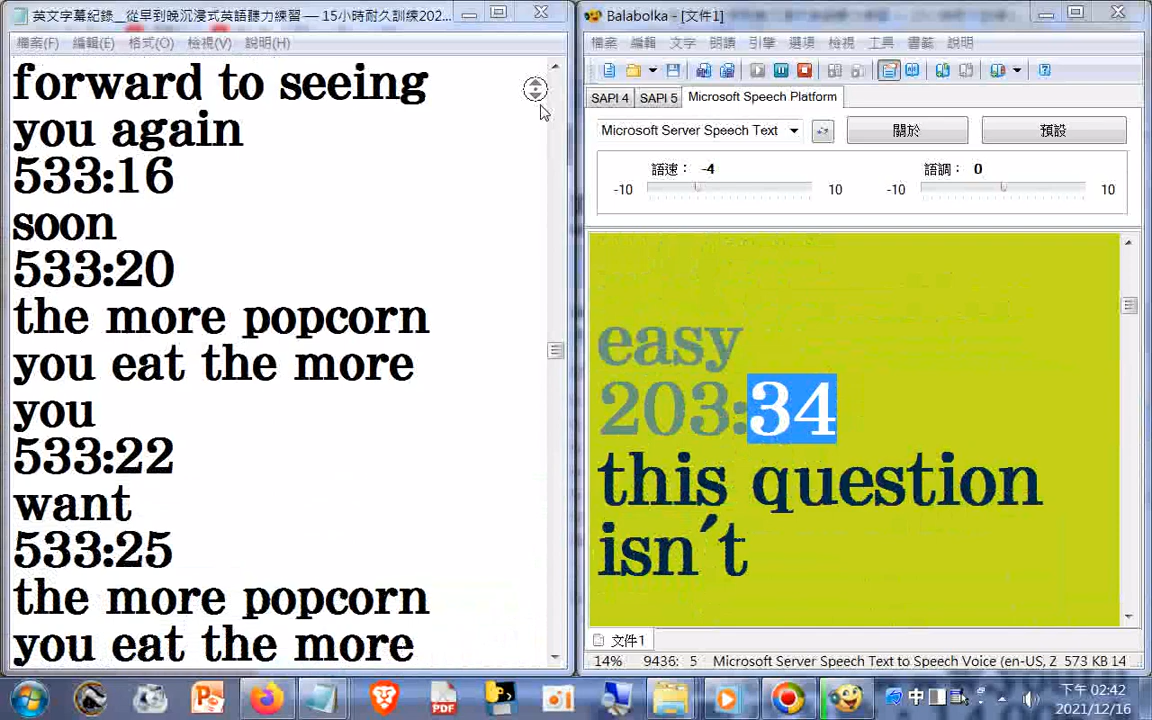 英文字幕紀錄__從早到晚沉浸式英語聽力練習 — 15小時耐久訓練202...
檔案(F) 編輯(E) 格式(O) 檢視(V) 說明(H)
forward to seeing
you again
533:16
soon
533:20
the more popcorn
you eat the more
you
533:22
want
533:25
the more popcorn
you eat the more
Balabolka - [文件1]
檔案 編輯 文字 朗讀 引擎 選項 檢視 工具 書籤 說明
SAPI 4 SAPI 5 Microsoft Speech Platform
Microsoft Server Speech Text 關於 預設
語速： -4 語調： 0
-10 10 -10 10
easy
203:34
this question
isn´t
文件1
14% 9436: 5 Microsoft Server Speech Text to Speech Voice (en-US, Z 573 KB 14
PDF
中
下午 02:42
2021/12/16